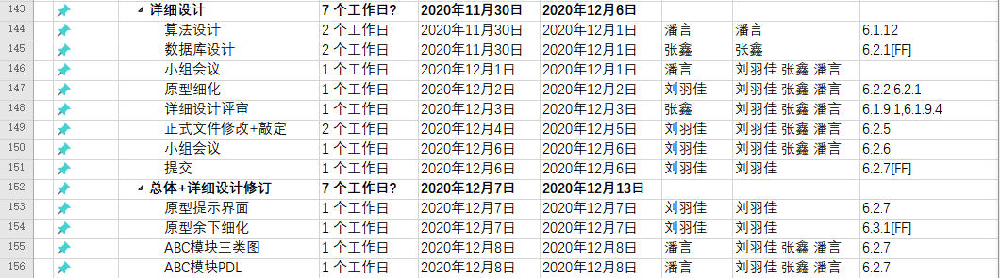 143 详细设计 7 个工作日? 2020年11月30日 2020年12月6日
144 算法设计 2 个工作日 2020年11月30日 2020年12月1日 潘言 潘言 6.1.12
145 数据库设计 2 个工作日 2020年11月30日 2020年12月1日 张鑫 张鑫 6.2.1[FF]
146 小组会议 1 个工作日 2020年12月1日 2020年12月1日 潘言 刘羽佳 张鑫 潘言
147 原型细化 1 个工作日 2020年12月2日 2020年12月2日 刘羽佳 刘羽佳 张鑫 潘言 6.2.2,6.2.1
148 详细设计评审 1 个工作日 2020年12月3日 2020年12月3日 张鑫 刘羽佳 张鑫 潘言 6.1.9.1,6.1.9.4
149 正式文件修改+敲定 2 个工作日 2020年12月4日 2020年12月5日 刘羽佳 刘羽佳 张鑫 潘言 6.2.5
150 小组会议 1 个工作日 2020年12月6日 2020年12月6日 刘羽佳 刘羽佳 张鑫 潘言 6.2.6
151 提交 1 个工作日 2020年12月6日 2020年12月6日 刘羽佳 刘羽佳 6.2.7[FF]
152 总体+详细设计修订 7 个工作日? 2020年12月7日 2020年12月13日
153 原型提示界面 1 个工作日 2020年12月7日 2020年12月7日 刘羽佳 刘羽佳 6.2.7
154 原型余下细化 1 个工作日 2020年12月7日 2020年12月7日 刘羽佳 刘羽佳 6.3.1[FF]
155 ABC模块三类图 1 个工作日 2020年12月8日 2020年12月8日 潘言 刘羽佳 张鑫 潘言 6.2.7
156 ABC模块PDL 1 个工作日 2020年12月8日 2020年12月8日 潘言 刘羽佳 张鑫 潘言 6.2.7